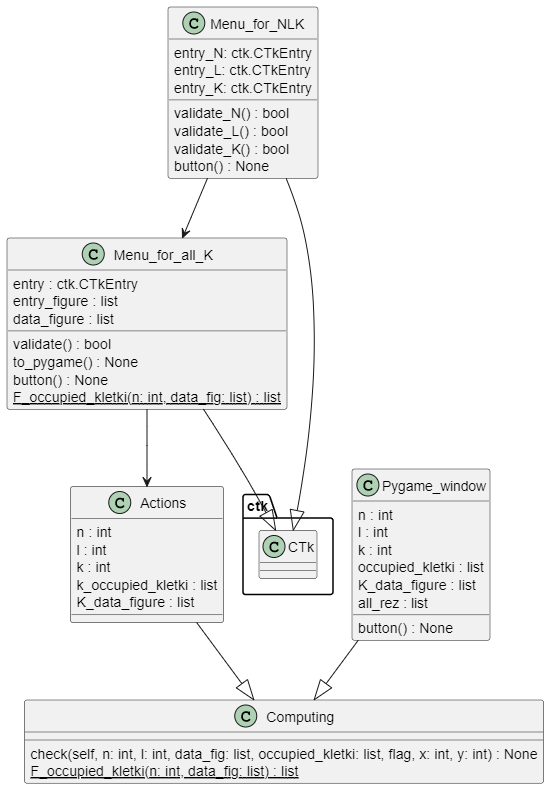 C Menu_for_NLK
entry_N: ctk.CTkEntry
entry_L: ctk.CTkEntry
entry_K: ctk.CTkEntry
validate_N() : bool
validate_L() : bool
validate_K() : bool
button() : None
C Menu_for_all_K
entry : ctk.CTkEntry
entry_figure : list
data_figure : list
validate() : bool
to_pygame() : None
button() : None
F_occupied_kletki(n: int, data_fig: list) : list
C Actions
n : int
l : int
k : int
k_occupied_kletki : list
K_data_figure : list
ctk
C CTk
C Pygame_window
n : int
l : int
k : int
occupied_kletki : list
K_data_figure : list
all_rez : list
button() : None
C Computing
check(self, n: int, l: int, data_fig: list, occupied_kletki: list, flag, x: int, y: int) : None
F_occupied_kletki(n: int, data_fig: list) : list